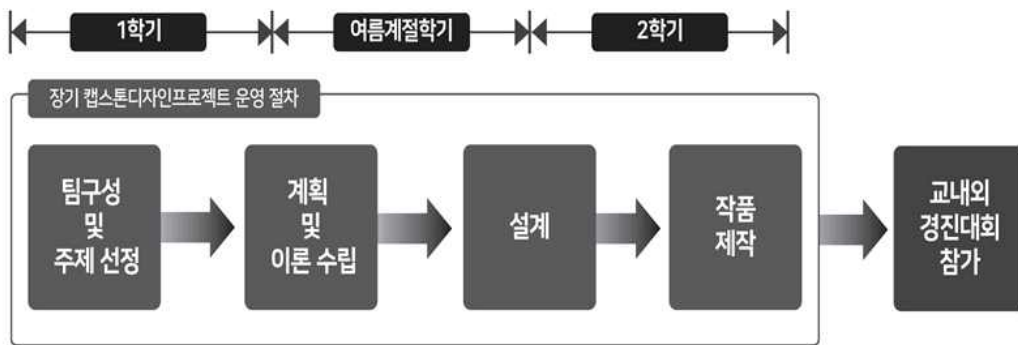 1학기
여름계절학기
2학기
장기 캡스톤디자인프로젝트 운영 절차
팀구성
및
주제 선정
계획
및
이론 수립
설계
작품
제작
교내외
경진대회
참가